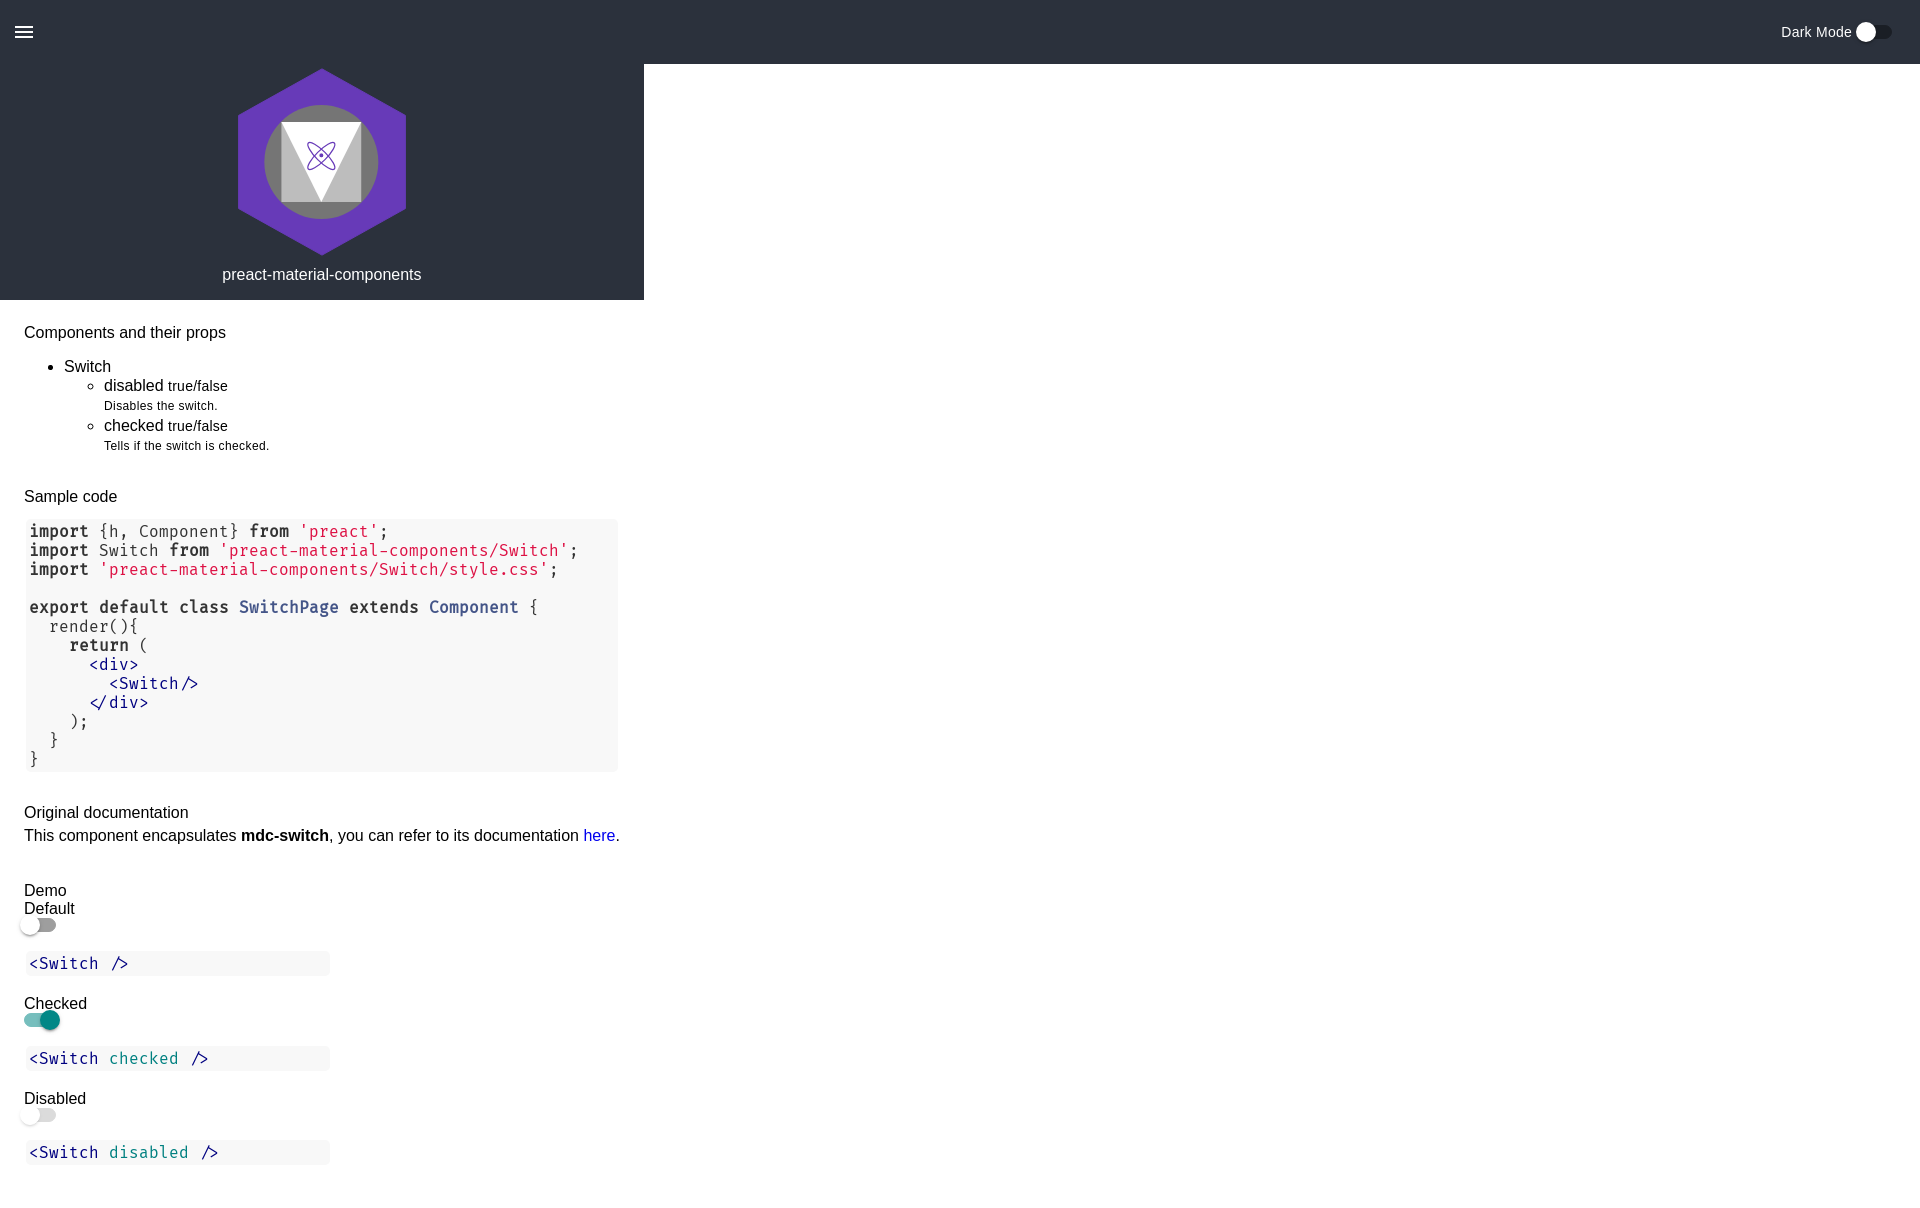 Dark Mode
preact-material-components
Components and their props
Switch
disabled true/false
Disables the switch.
checked true/false
Tells if the switch is checked.
Sample code
import {h, Component} from 'preact';
import Switch from 'preact-material-components/Switch';
import 'preact-material-components/Switch/style.css';
export default class SwitchPage extends Component {
  render(){
    return (
      <div>
        <Switch/>
      </div>
    );
  }
}
Original documentation
This component encapsulates mdc-switch, you can refer to its documentation here.
Demo
Default
<Switch />
Checked
<Switch checked />
Disabled
<Switch disabled />